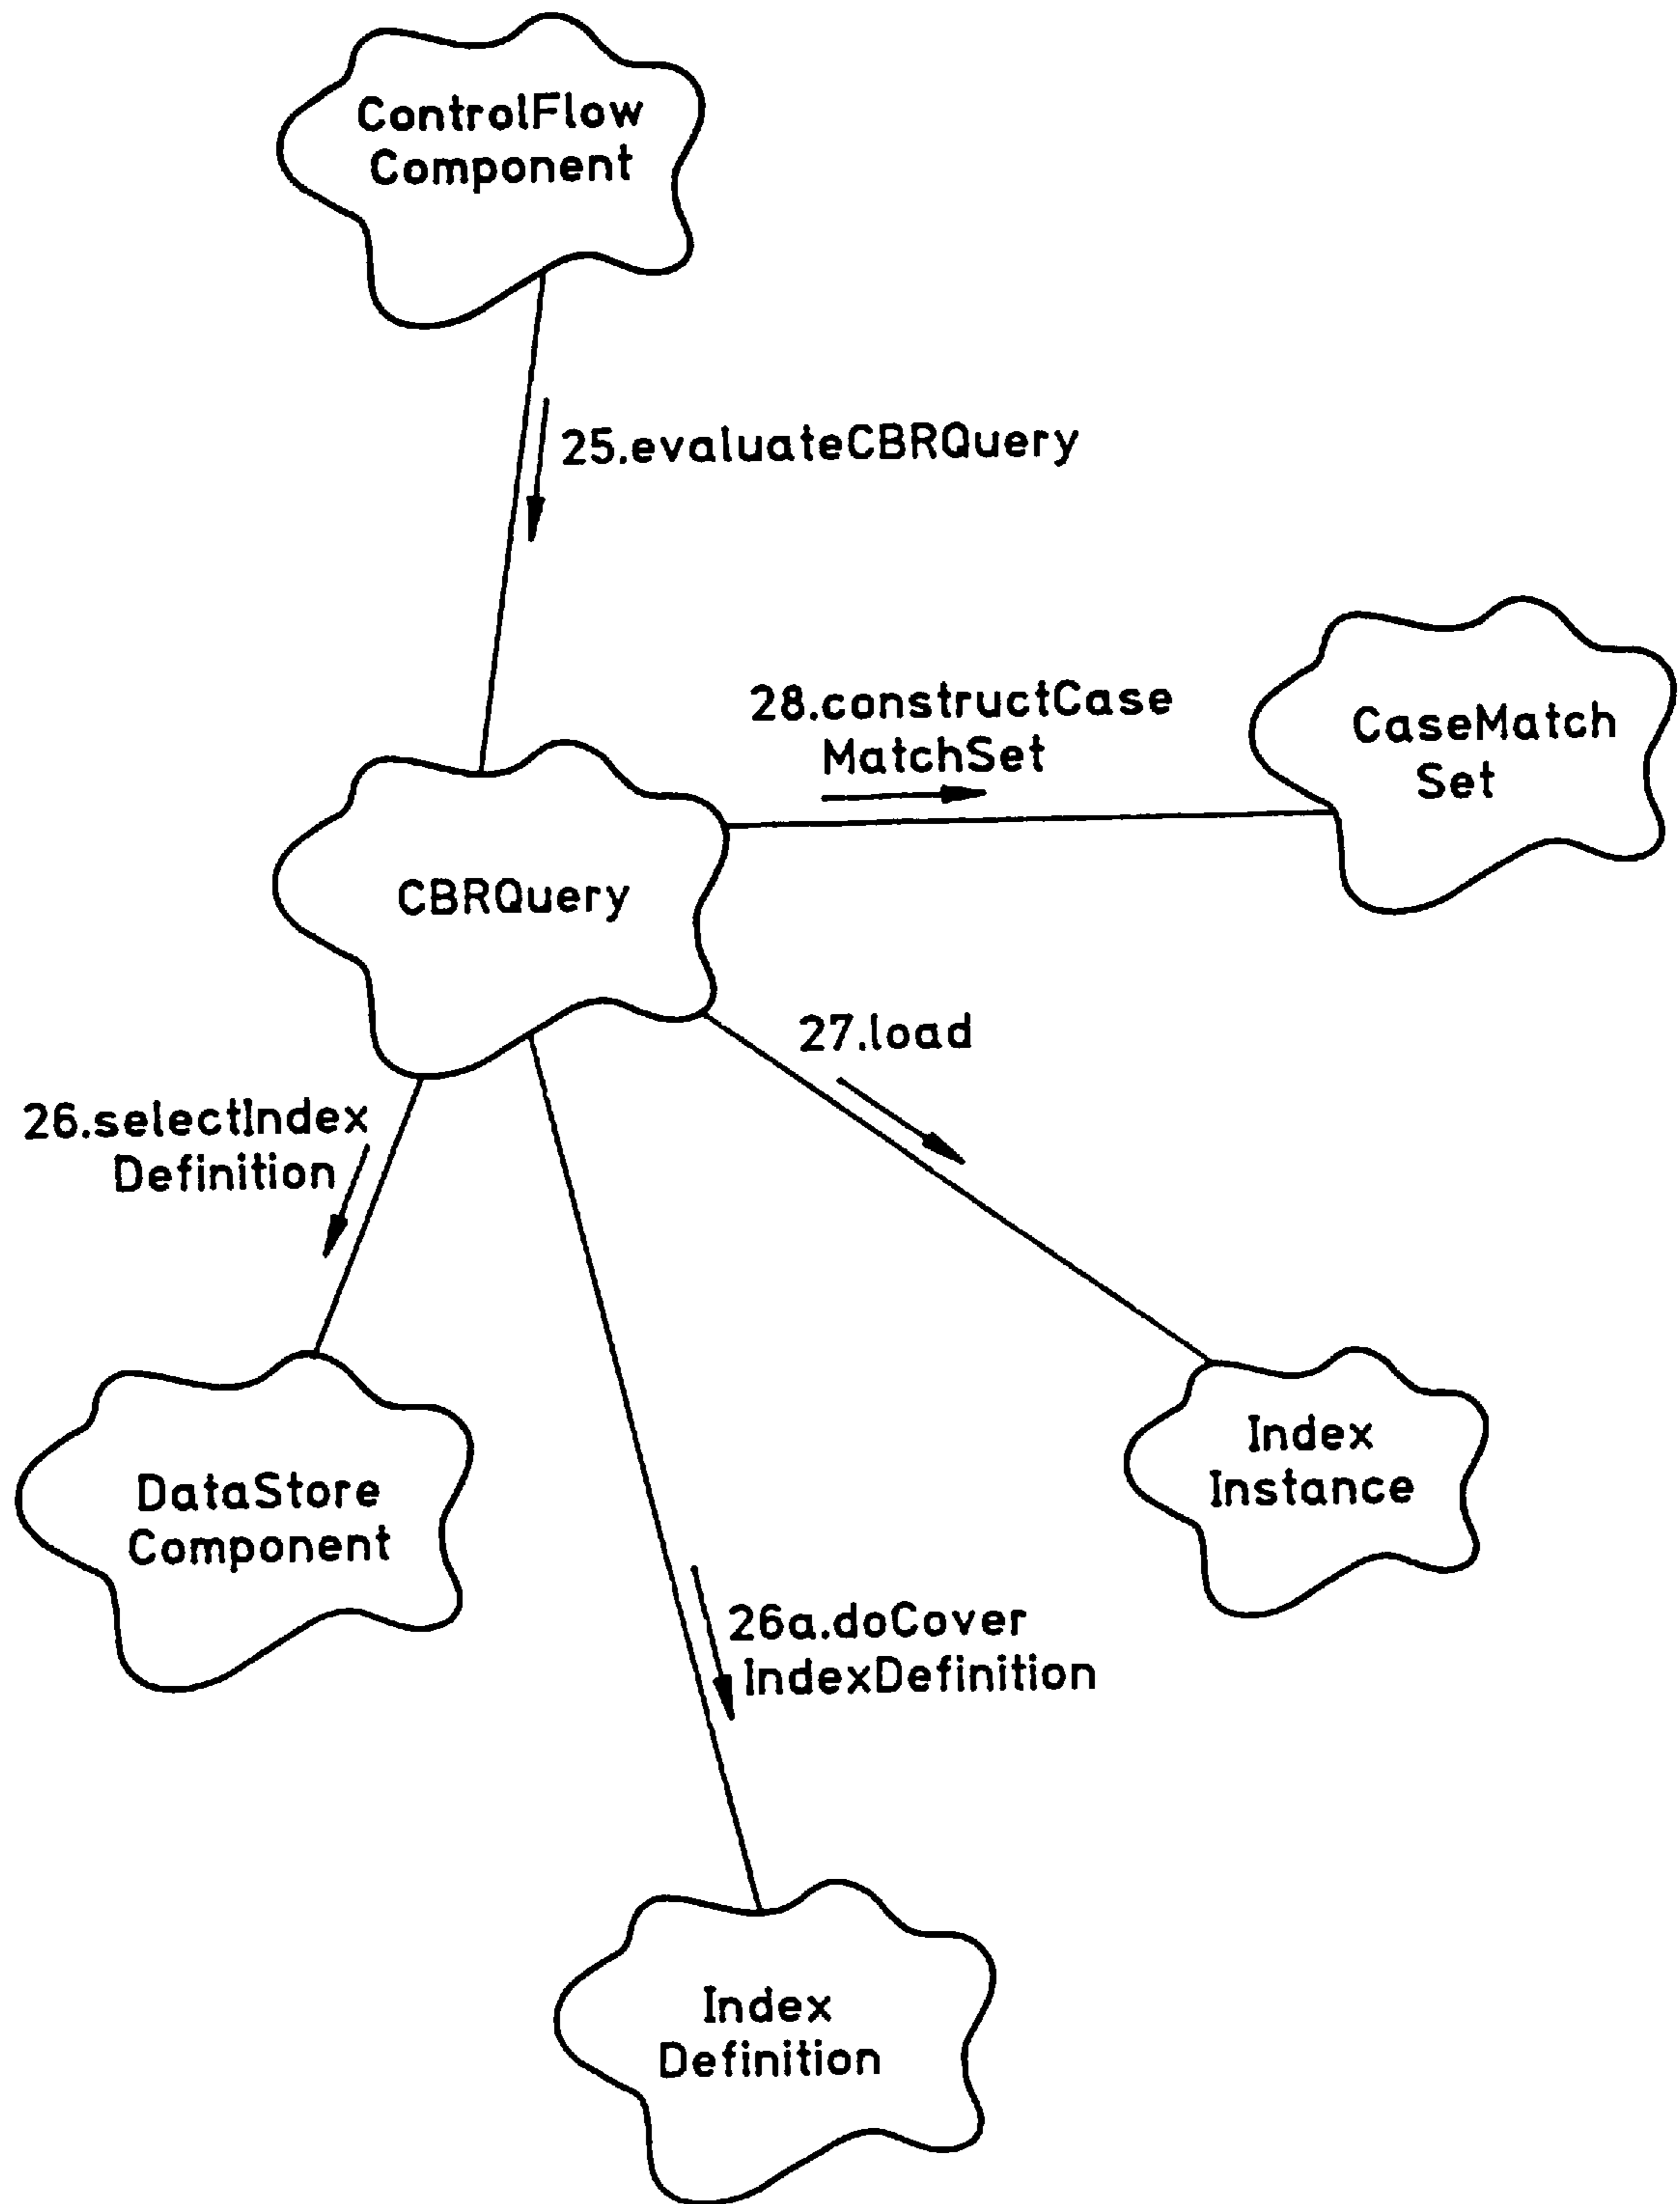 ControlFlow
Component
25.evaluateCBRQuery
28.constructCase
MatchSet
CaseMatch
Set
CBRQuery
27.load
26.selectIndex
Definition
DataStore
Component
Index
Instance
26a.doCover
IndexDefinition
Index
Definition